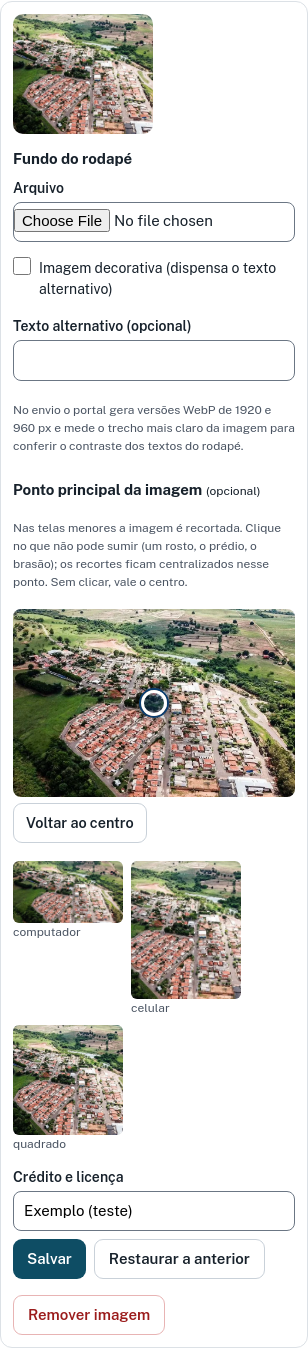 Fundo do rodapé
Arquivo
Choose File No file chosen
Imagem decorativa (dispensa o texto
alternativo)
Texto alternativo (opcional)
No envio o portal gera versões WebP de 1920 e
960 px e mede o trecho mais claro da imagem para
conferir o contraste dos textos do rodapé.
Ponto principal da imagem (opcional)
Nas telas menores a imagem é recortada. Clique
no que não pode sumir (um rosto, o prédio, o
brasão); os recortes ficam centralizados nesse
ponto. Sem clicar, vale o centro.
Voltar ao centro
computador
celular
quadrado
Crédito e licença
Exemplo (teste)
Salvar
Restaurar a anterior
Remover imagem